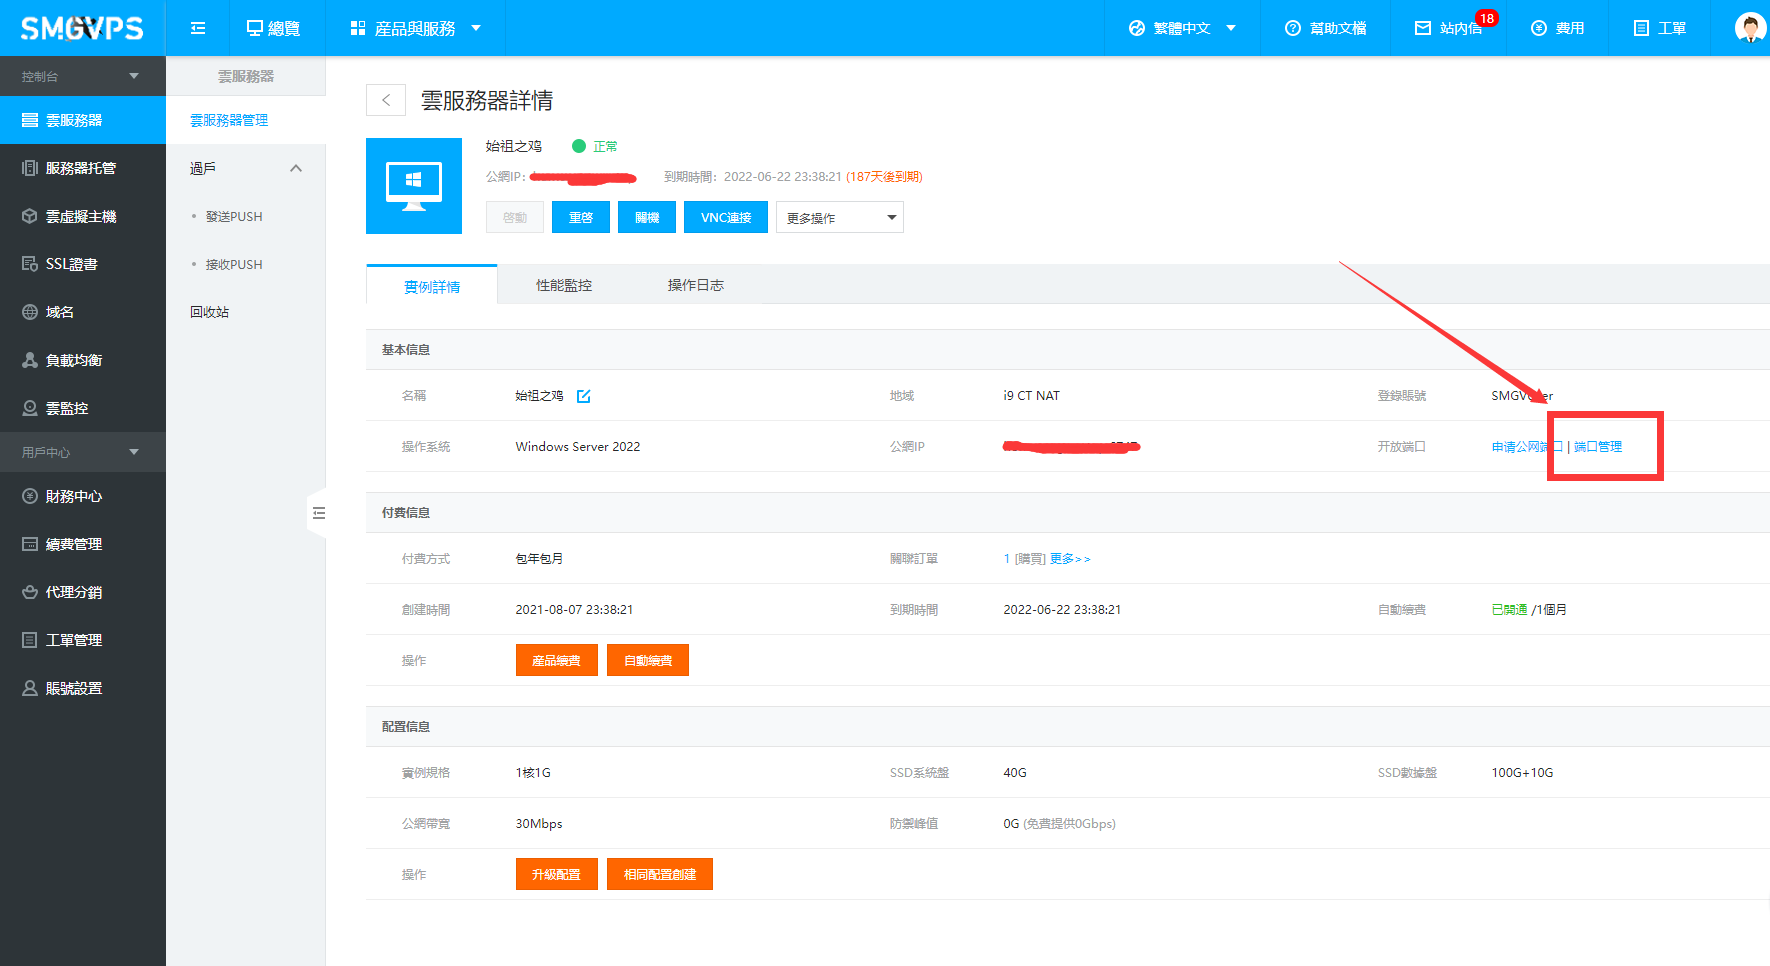 SMGVPS
總覽
産品與服務
繁體中文
幫助文檔
站内信
18
費用
工單
控制台
雲服務器
服務器托管
雲虛擬主機
SSL證書
域名
負載均衡
雲監控
用戶中心
財務中心
續費管理
代理分銷
工單管理
賬號設置
雲服務器
雲服務器管理
過戶
發送PUSH
接收PUSH
回收站
雲服務器詳情
始祖之鸡 正常
公網IP: 到期時間: 2022-06-22 23:38:21 (187天後到期)
啓動 重啓 關機 VNC連接 更多操作
實例詳情 性能監控 操作日志
基本信息
名稱 始祖之鸡 地域 i9 CT NAT 登錄賬號
操作系統 Windows Server 2022 公網IP 开放端口 申请公网端口 | 端口管理
付費信息
付費方式 包年包月 關聯訂單 1 [購買] 更多>>
創建時間 2021-08-07 23:38:21 到期時間 2022-06-22 23:38:21 自動續費 已開通 /1個月
操作 産品續費 自動續費
配置信息
實例規格 1核1G SSD系統盤 40G SSD數據盤 100G+10G
公網帶寬 30Mbps 防禦峰值 0G (免費提供0Gbps)
操作 升級配置 相同配置創建